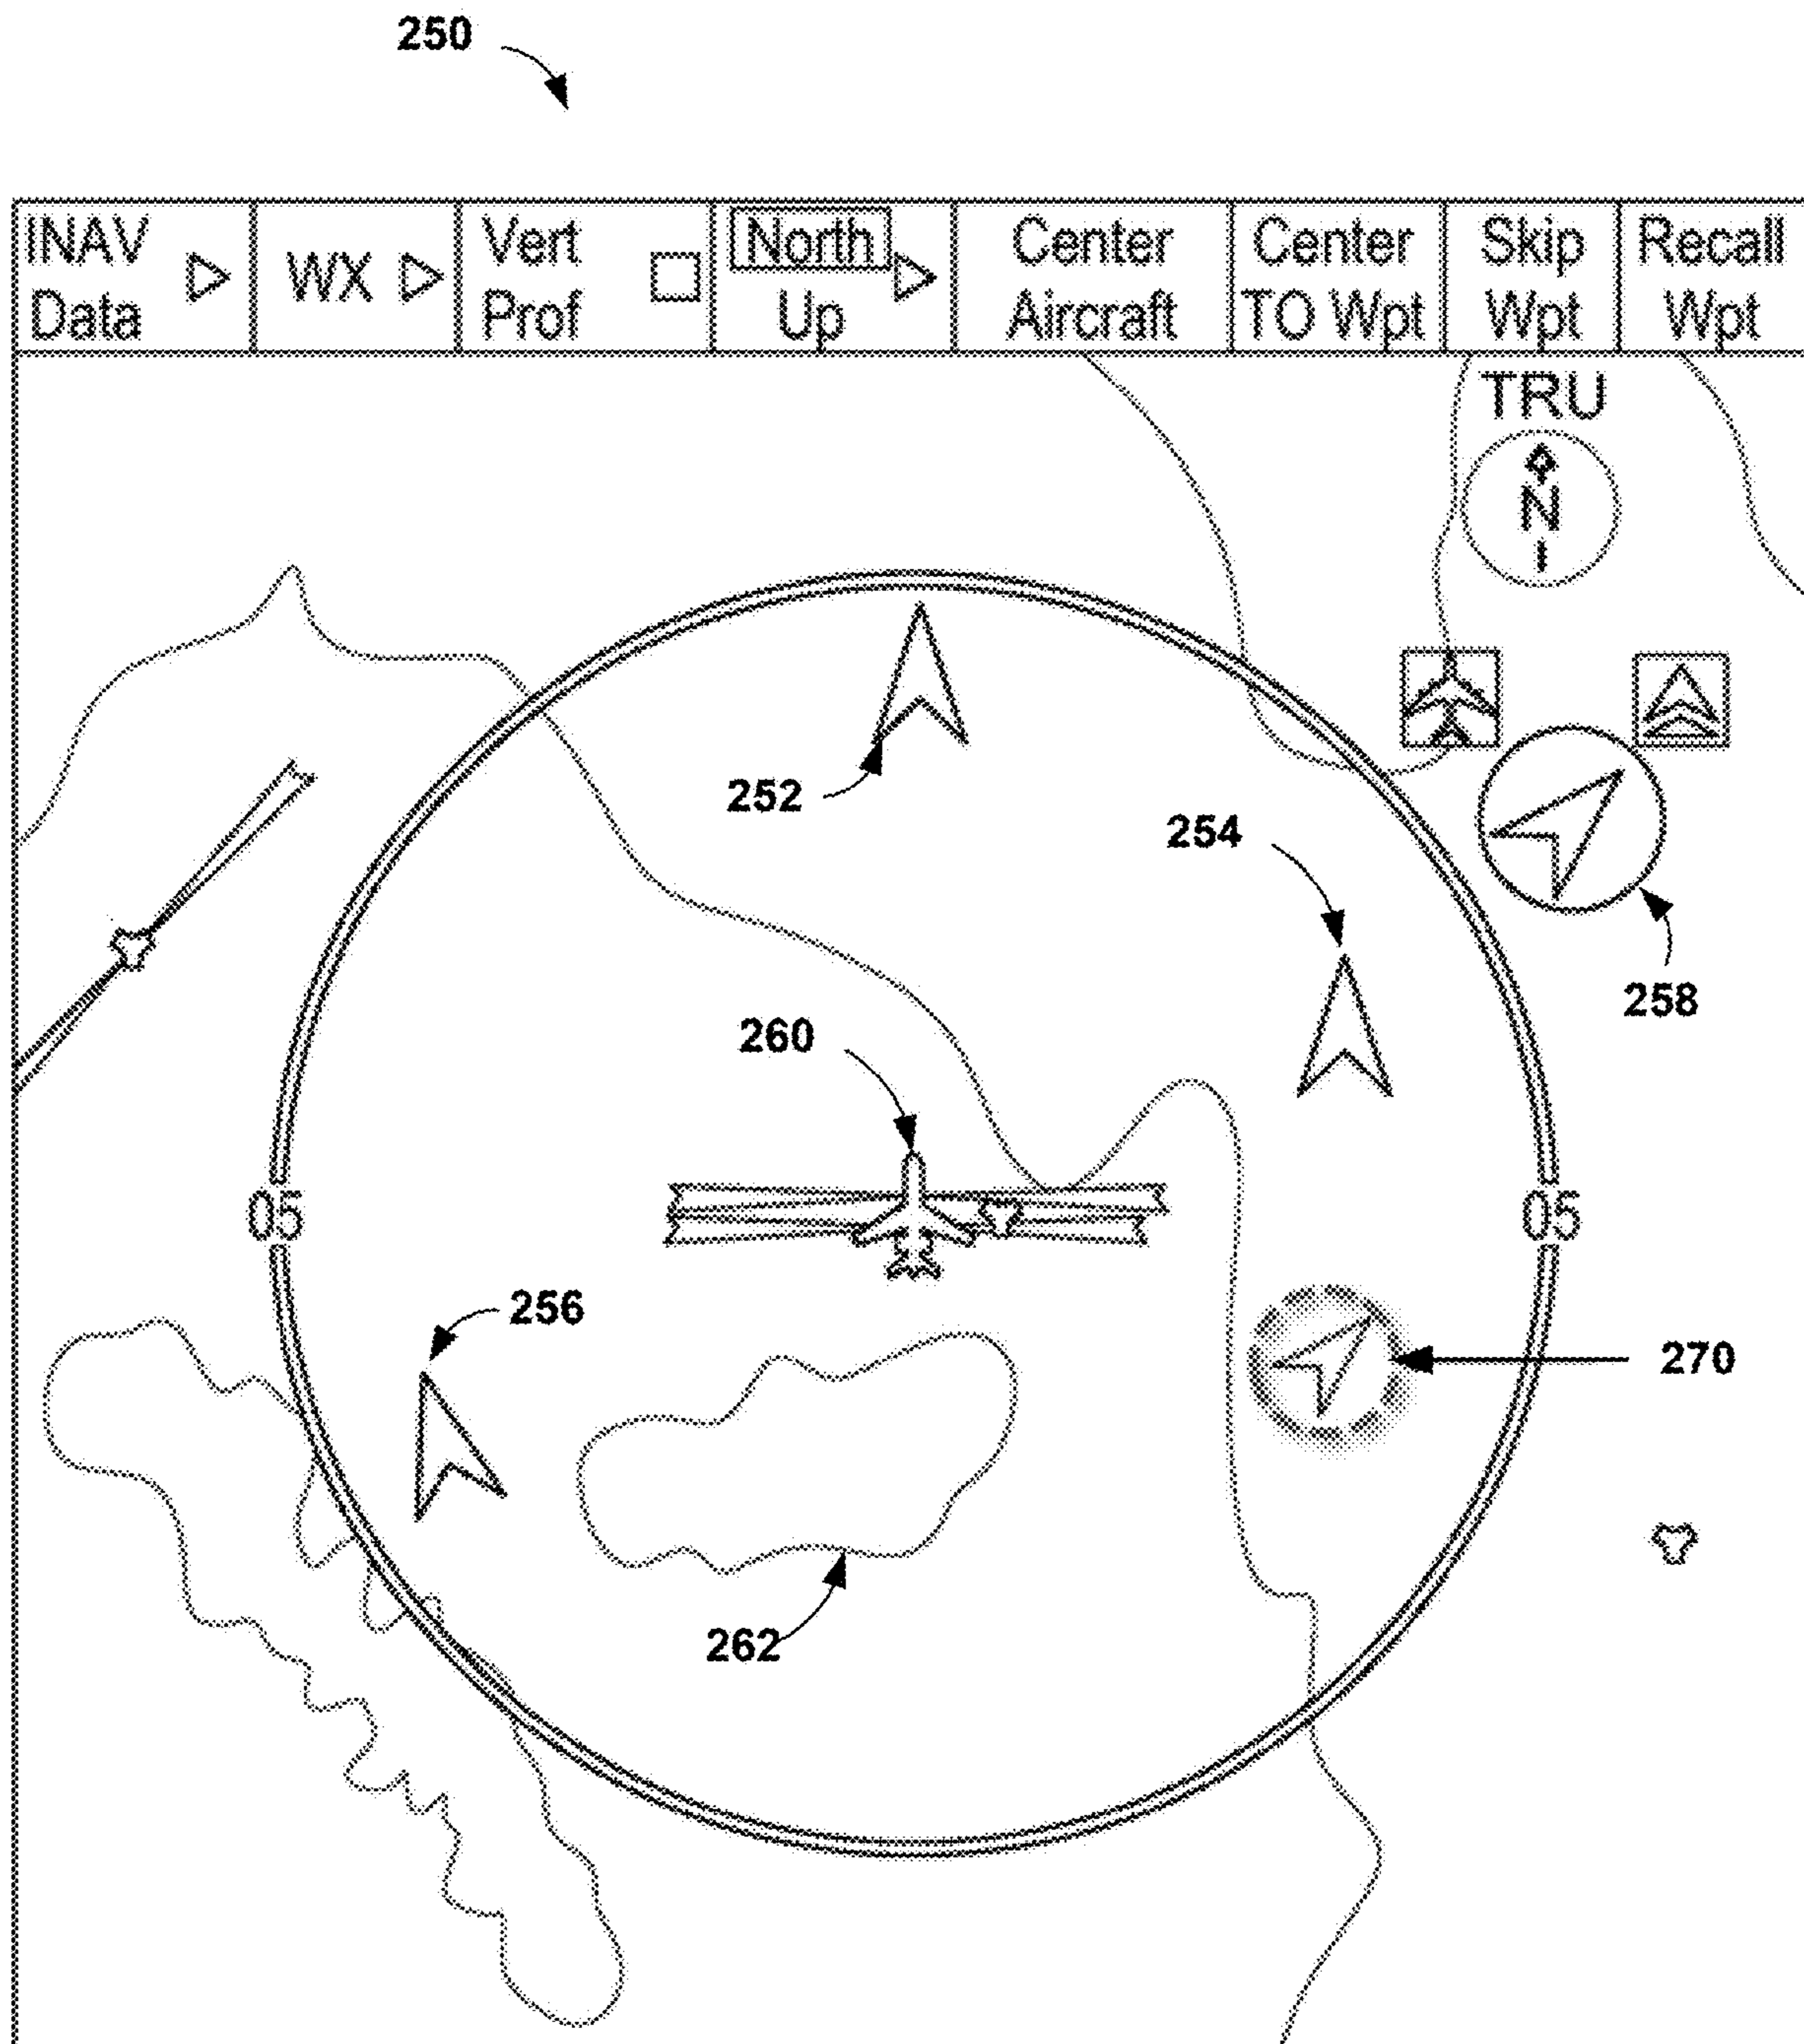 250
INAV Data
WX
Vert Prof
North Up
Center Aircraft
Center TO Wpt
Skip Wpt
Recall Wpt
TRU
N
252
254
258
260
05
05
256
270
262